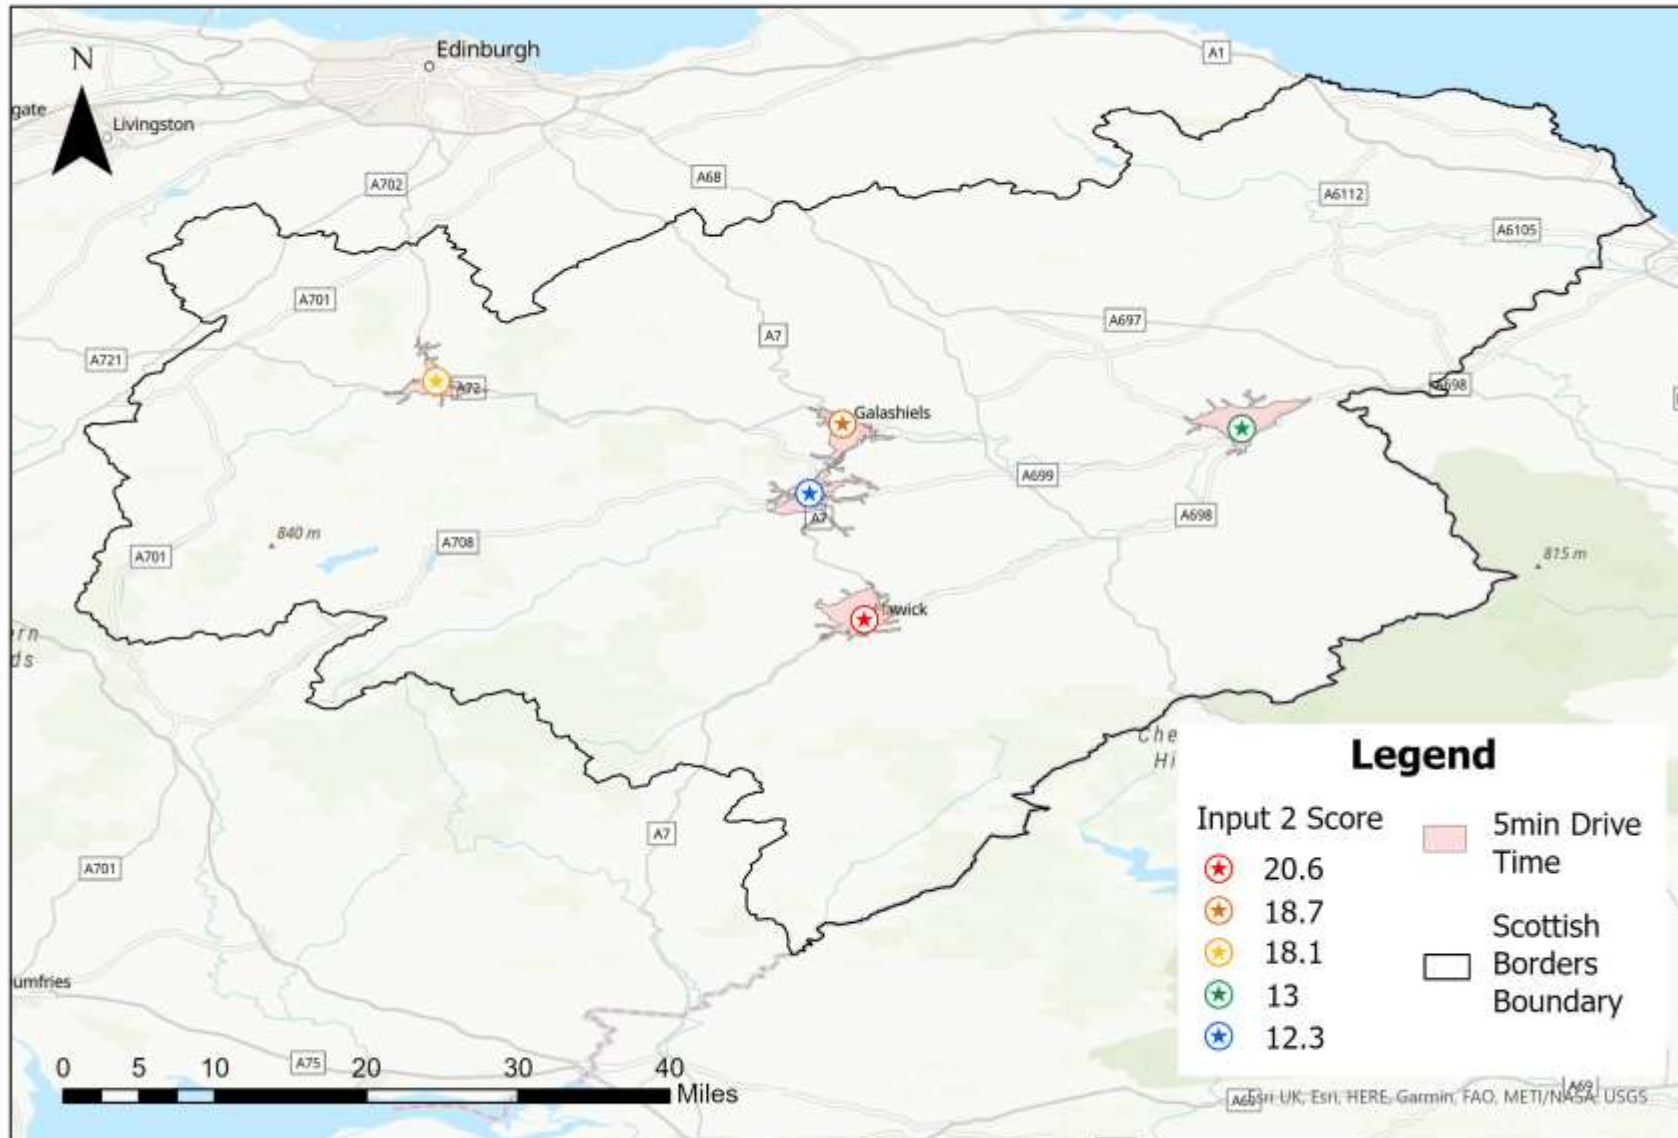 Edinburgh
A1
N
gate
Livingston
A702
A68
A6112
A6105
A701
A7
A697
A721
A72
A698
Galashiels
A699
A7
A698
840 m
A708
A701
815 m
wick
Legend
Input 2 Score
20.6
18.7
18.1
13
12.3
5min Drive
Time
Scottish
Borders
Boundary
A7
A701
umfries
A75
0 5 10 20 30 40
Miles
A69
Esri UK, Esri, HERE, Garmin, FAO, METI/NASA, USGS